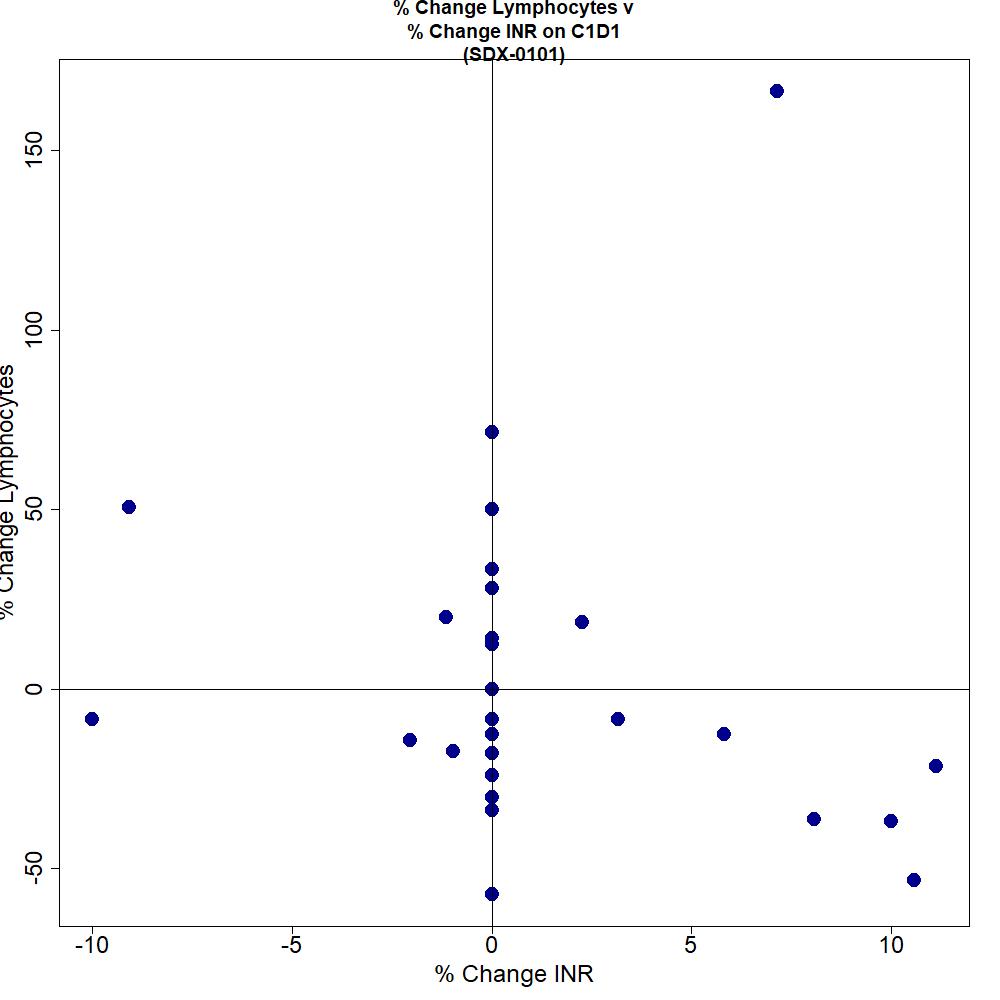 % Change Lymphocytes v
% Change INR on C1D1
(SDX-0101)
% Change Lymphocytes
150
100
50
0
-50
-10
-5
0
5
10
% Change INR